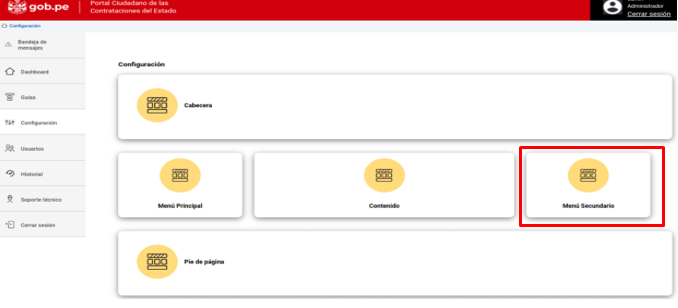 gob.pe
Portal Ciudadano de las
Contrataciones del Estado
Administrador
Cerrar sesión
Configuración
Bandeja de
mensajes
Dashboard
Guías
Configuración
Usuarios
Historial
Soporte técnico
Cerrar sesión
Configuración
Cabecera
Menú Principal
Contenido
Menú Secundario
Pie de página